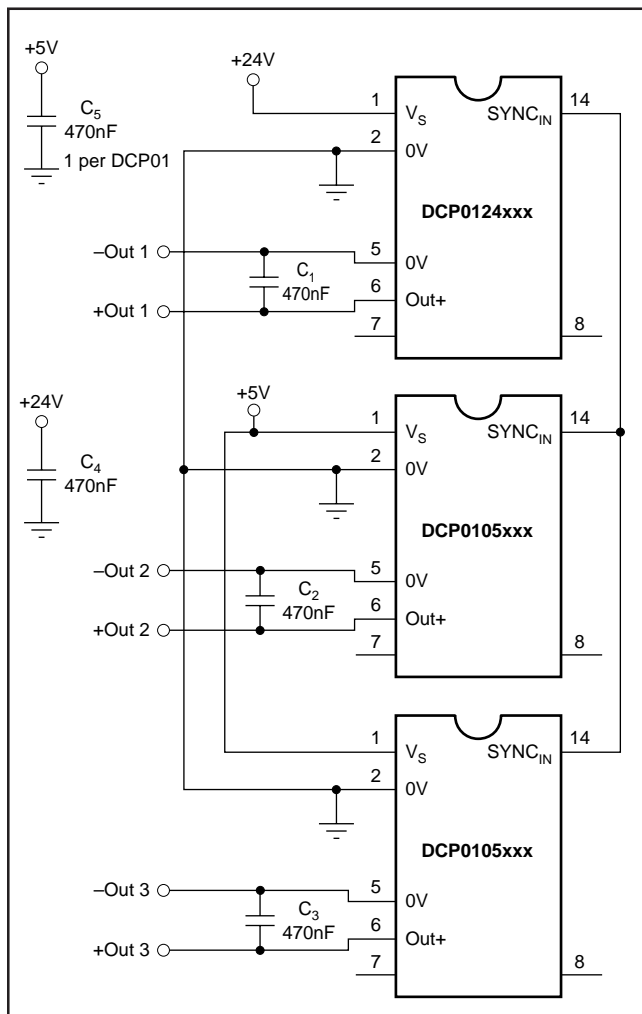 +5V
C5
470nF
1 per DCP01
+24V
1
VS
SYNCIN
14
2
0V
DCP0124xxx
–Out 1
5
0V
C1
470nF
6
Out+
+Out 1
7
8
+24V
C4
470nF
+5V
1
VS
SYNCIN
14
2
0V
DCP0105xxx
–Out 2
5
0V
C2
470nF
6
Out+
+Out 2
7
8
1
VS
SYNCIN
14
2
0V
DCP0105xxx
–Out 3
5
0V
C3
470nF
6
Out+
+Out 3
7
8